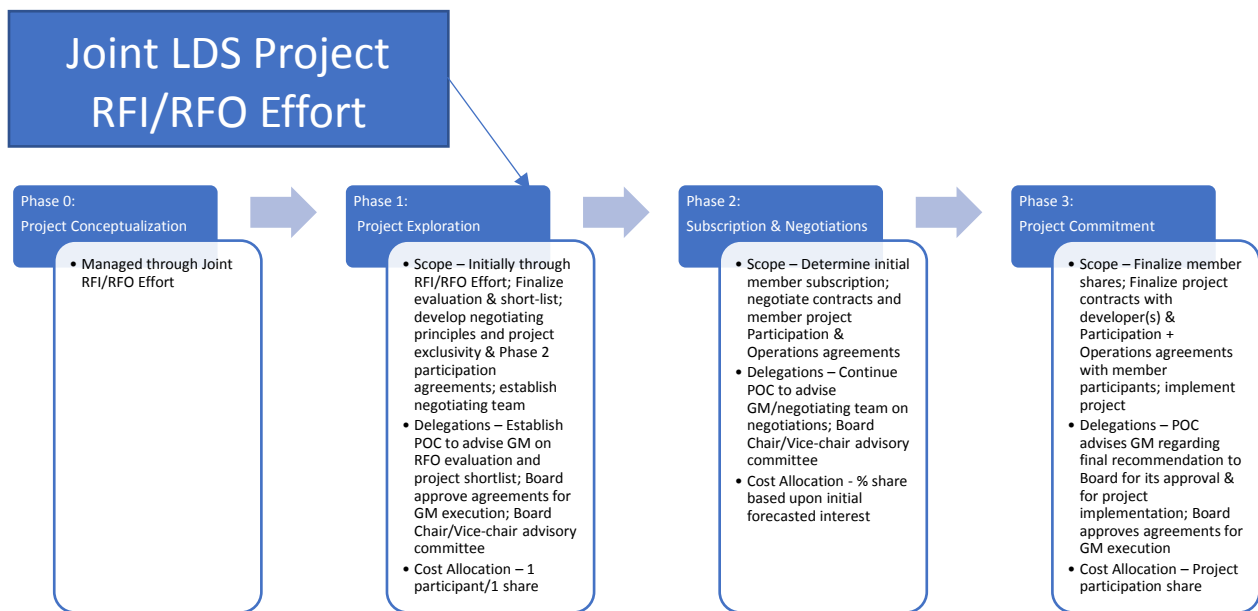 Joint LDS Project
RFI/RFO Effort
Phase 0:
Project Conceptualization
• Managed through Joint
RFI/RFO Effort
Phase 1:
Project Exploration
• Scope – Initially through
RFI/RFO Effort; Finalize
evaluation & short-list;
develop negotiating
principles and project
exclusivity & Phase 2
participation
agreements; establish
negotiating team
• Delegations – Establish
POC to advise GM on
RFO evaluation and
project shortlist; Board
approve agreements for
GM execution; Board
Chair/Vice-chair advisory
committee
• Cost Allocation – 1
participant/1 share
Phase 2:
Subscription & Negotiations
• Scope – Determine initial
member subscription;
negotiate contracts and
member project
Participation &
Operations agreements
• Delegations – Continue
POC to advise
GM/negotiating team on
negotiations; Board
Chair/Vice-chair advisory
committee
• Cost Allocation - % share
based upon initial
forecasted interest
Phase 3:
Project Commitment
• Scope – Finalize member
shares; Finalize project
contracts with
developer(s) &
Participation +
Operations agreements
with member
participants; implement
project
• Delegations – POC
advises GM regarding
final recommendation to
Board for its approval &
for project
implementation; Board
approves agreements for
GM execution
• Cost Allocation – Project
participation share